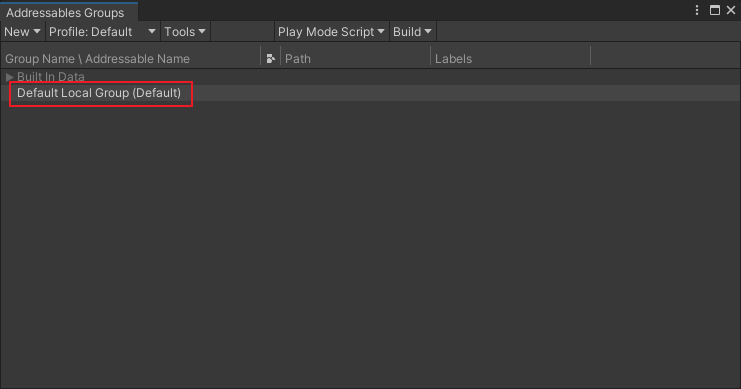 Addressables Groups
New Profile: Default Tools Play Mode Script Build
Group Name \ Addressable Name Path Labels
Built In Data
Default Local Group (Default)